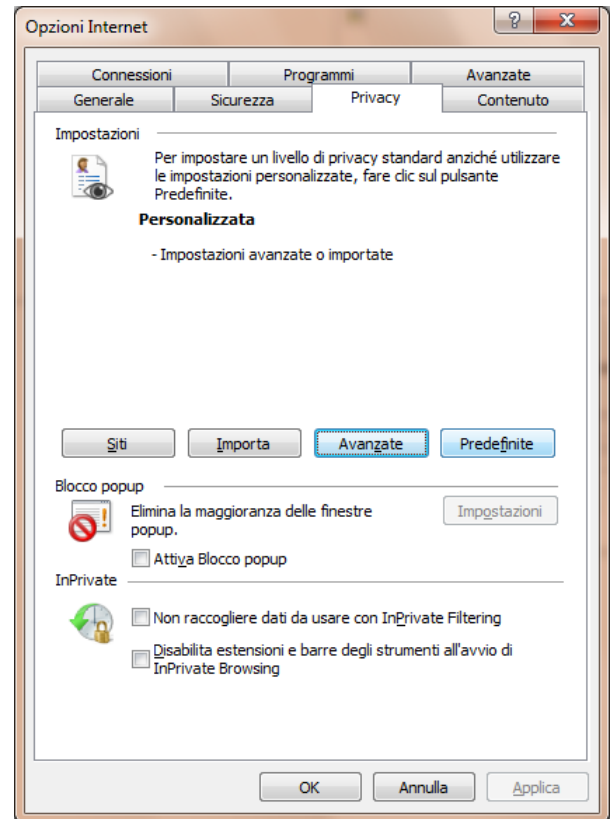 Opzioni Internet
?
X
Connessioni
Programmi
Avanzate
Generale
Sicurezza
Privacy
Contenuto
Impostazioni
Per impostare un livello di privacy standard anziché utilizzare
le impostazioni personalizzate, fare clic sul pulsante
Predefinite.
Personalizzata
- Impostazioni avanzate o importate
Siti
Importa
Avanzate
Predefinite
Blocco popup
Elimina la maggioranza delle finestre
popup.
Impostazioni
Attiva Blocco popup
InPrivate
Non raccogliere dati da usare con InPrivate Filtering
Disabilita estensioni e barre degli strumenti all'avvio di
InPrivate Browsing
OK
Annulla
Applica